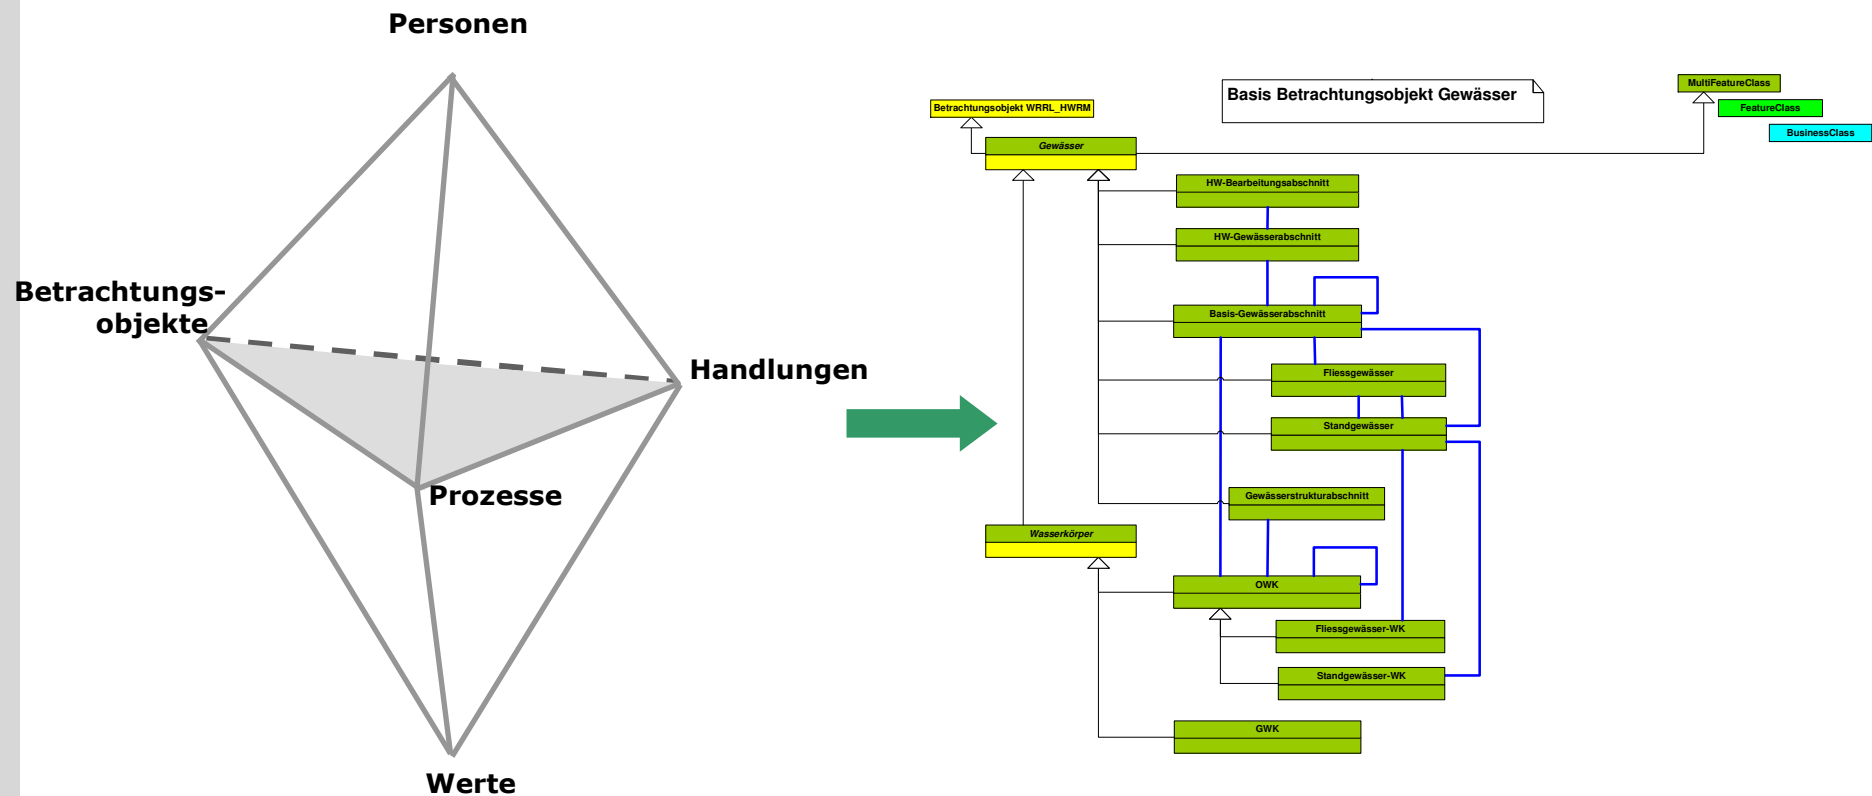 Personen
Betrachtungs-
objekte
Handlungen
Prozesse
Werte
Basis Betrachtungsobjekt Gewässer
MultiFeatureClass
FeatureClass
BusinessClass
Betrachtungsobjekt WRRL_HWRM
Gewässer
HW-Bearbeitungsabschnitt
HW-Gewässerabschnitt
Basis-Gewässerabschnitt
Fliessgewässer
Standgewässer
Gewässerstrukturabschnitt
Wasserkörper
OWK
Fliessgewässer-WK
Standgewässer-WK
GWK